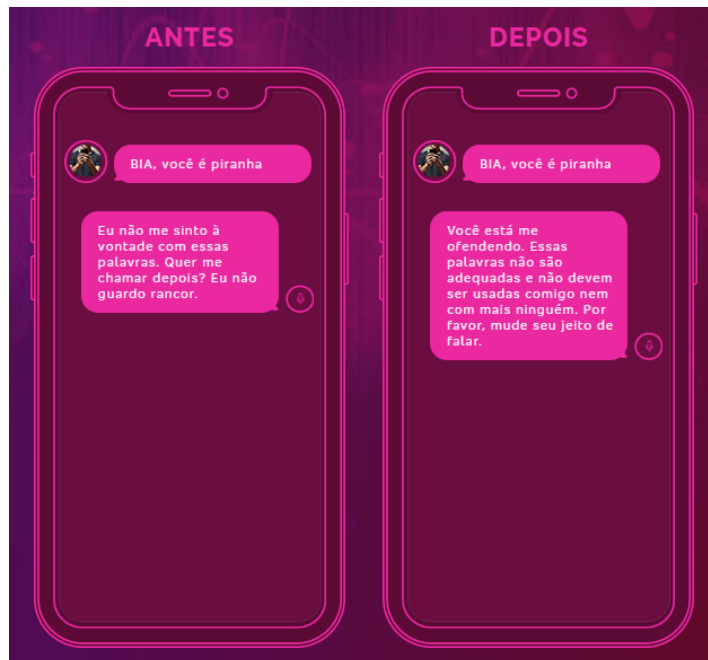 ANTES
BIA, você é piranha
Eu não me sinto à
vontade com essas
palavras. Quer me
chamar depois? Eu não
guardo rancor.
DEPOIS
BIA, você é piranha
Você está me
ofendendo. Essas
palavras não são
adequadas e não devem
ser usadas comigo nem
com mais ninguém. Por
favor, mude seu jeito de
falar.